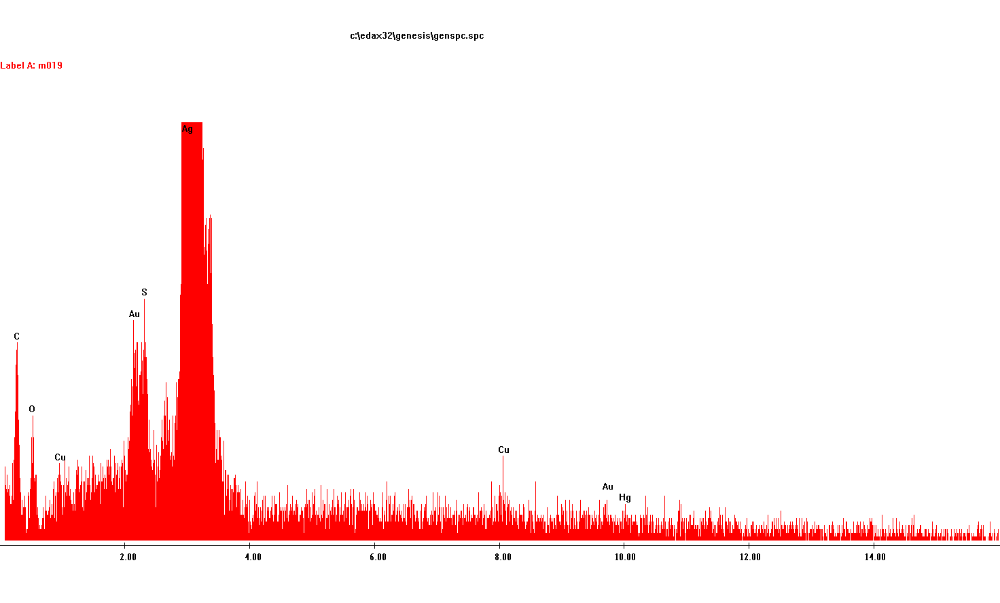 c:\edax32\genesis\genspc.spc
Label A: m019
Ag
S
Au
C
O
Cu
Cu
Au
Hg
2.00 4.00 6.00 8.00 10.00 12.00 14.00